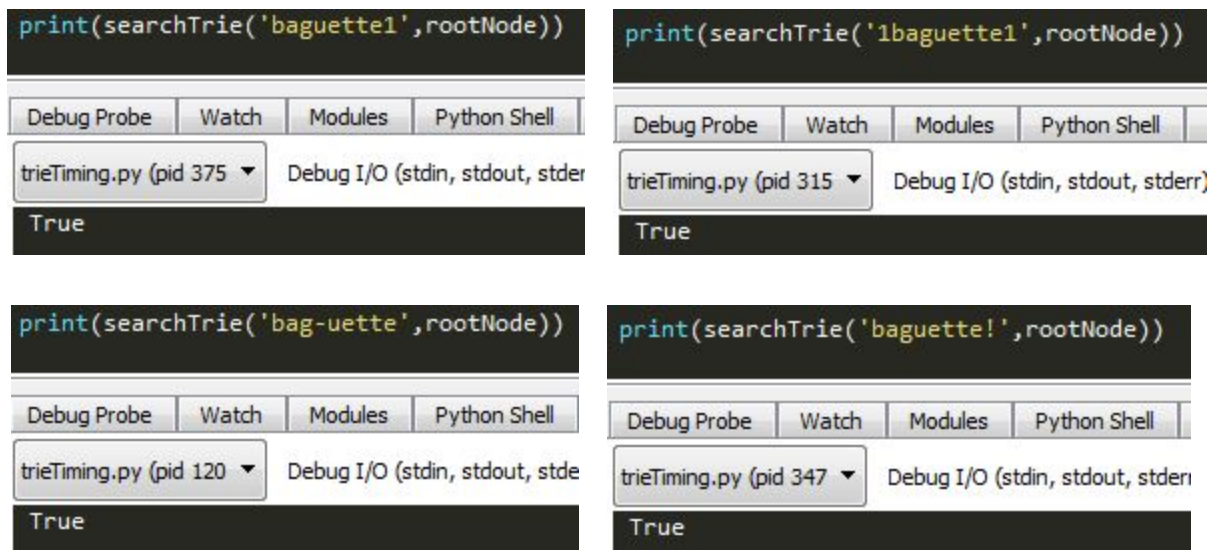 print(searchTrie('baguette1',rootNode))
Debug Probe Watch Modules Python Shell
trieTiming.py (pid 375 Debug I/O (stdin, stdout, stder
True
print(searchTrie('1baguette1',rootNode))
Debug Probe Watch Modules Python Shell
trieTiming.py (pid 315 Debug I/O (stdin, stdout, stderr)
True
print(searchTrie('bag-uette',rootNode))
Debug Probe Watch Modules Python Shell
trieTiming.py (pid 120 Debug I/O (stdin, stdout, stde
True
print(searchTrie('baguette!',rootNode))
Debug Probe Watch Modules Python Shell
trieTiming.py (pid 347 Debug I/O (stdin, stdout, stderr
True